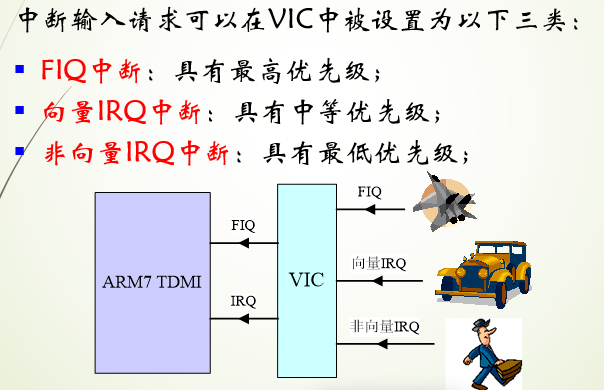 中断输入请求可以在VIC中被设置为以下三类：
FIQ中断：具有最高优先级；
向量IRQ中断：具有中等优先级；
非向量IRQ中断：具有最低优先级；
FIQ
FIQ
向量IRQ
ARM7 TDMI
VIC
IRQ
非向量IRQ